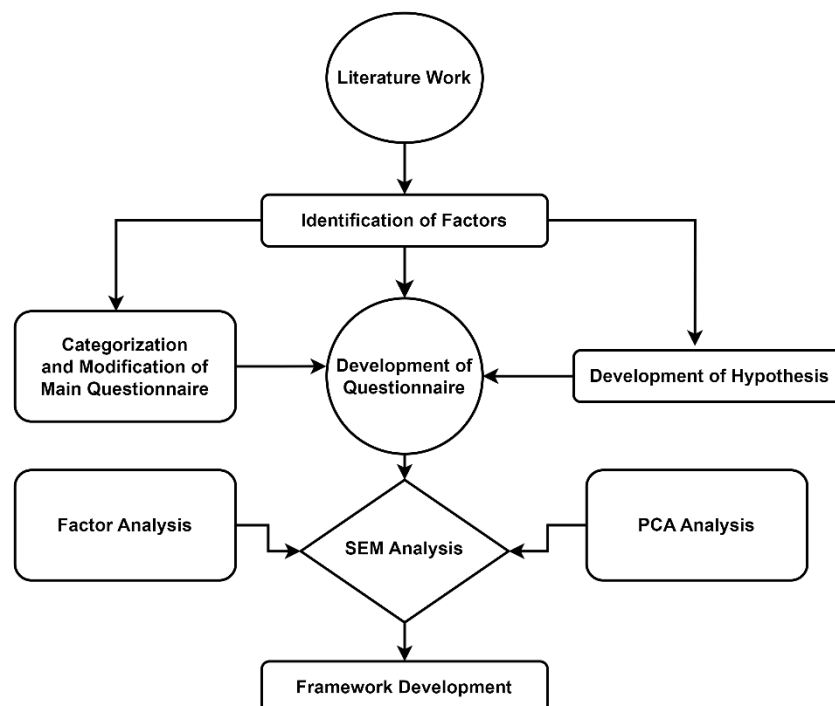 Literature Work
Identification of Factors
Categorization
and Modification of
Main Questionnaire
Development of
Questionnaire
Development of Hypothesis
Factor Analysis
SEM Analysis
PCA Analysis
Framework Development